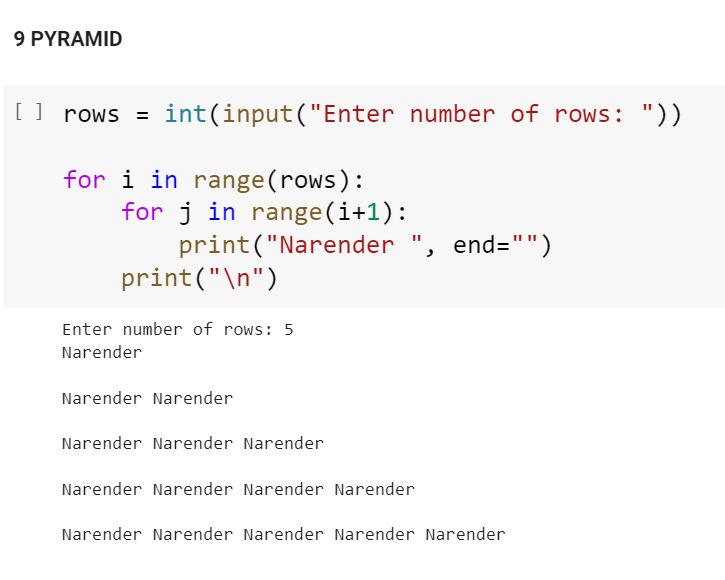 9 PYRAMID
[ ] rows = int(input("Enter number of rows: "))
for i in range(rows):
    for j in range(i+1):
        print("Narender ", end="")
    print("\n")
Enter number of rows: 5
Narender
Narender Narender
Narender Narender Narender
Narender Narender Narender Narender
Narender Narender Narender Narender Narender